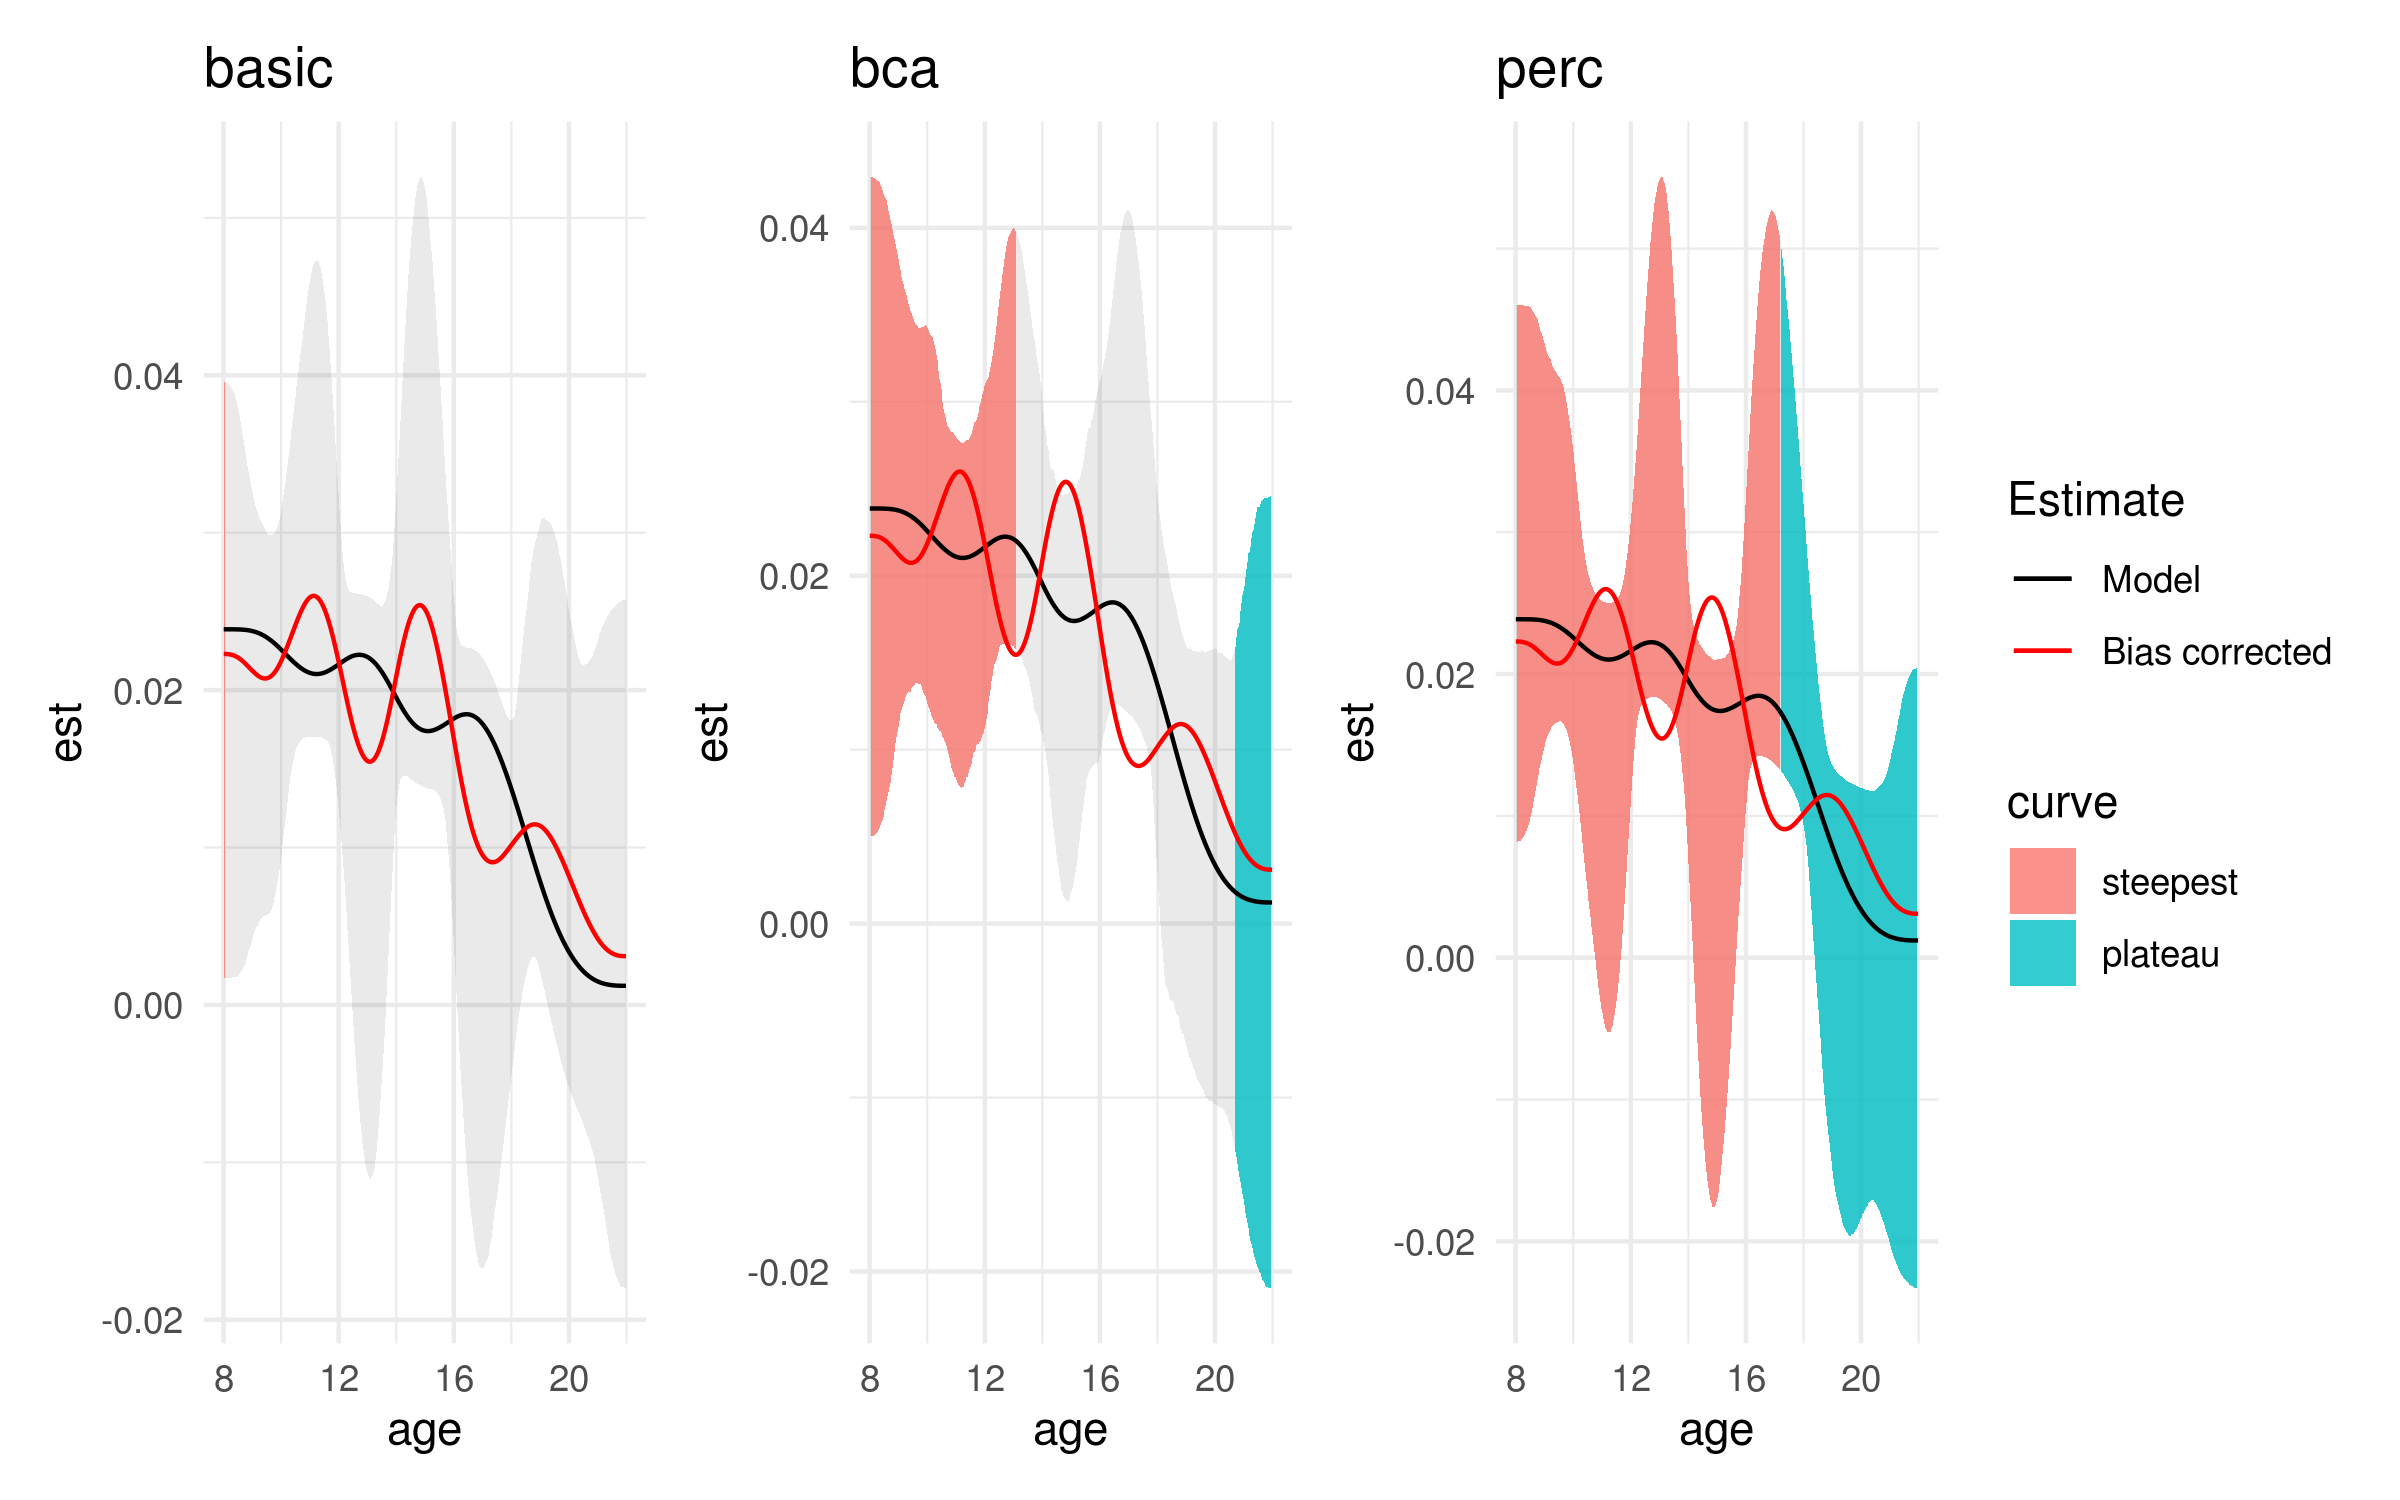 basic
bca
perc
est
0.04
0.02
0.00
-0.02
8 12 16 20
age
est
0.04
0.02
0.00
-0.02
8 12 16 20
age
est
0.04
0.02
0.00
-0.02
8 12 16 20
age
Estimate
Model
Bias corrected
curve
steepest
plateau